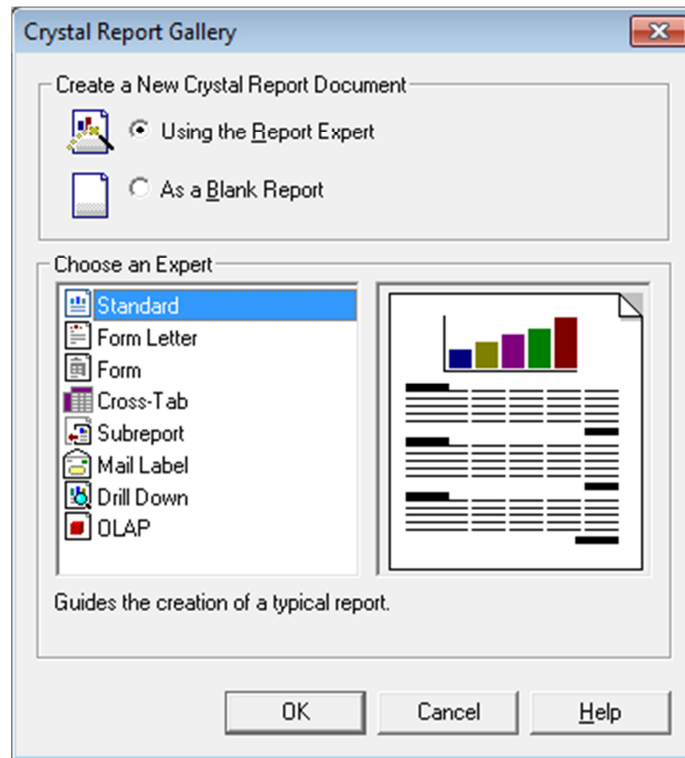 Crystal Report Gallery
Create a New Crystal Report Document
Using the Report Expert
As a Blank Report
Choose an Expert
Standard
Form Letter
Form
Cross-Tab
Subreport
Mail Label
Drill Down
OLAP
Guides the creation of a typical report.
OK Cancel Help